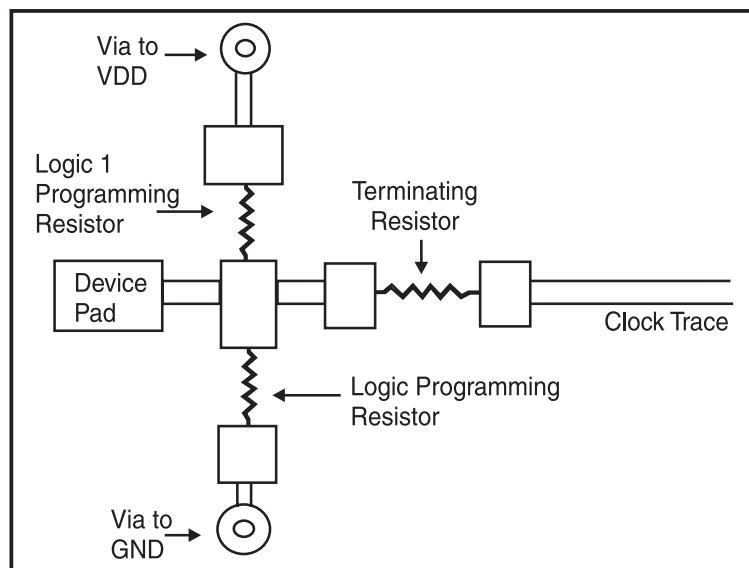 Via to
VDD
Logic 1
Programming
Resistor
Terminating
Resistor
Device
Pad
Clock Trace
Logic Programming
Resistor
Via to
GND